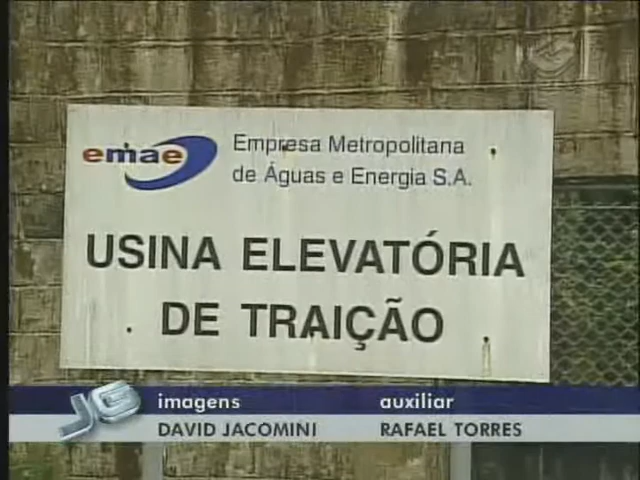 emae
Empresa Metropolitana
de Águas e Energia S.A.
USINA ELEVATÓRIA
DE TRAIÇÃO
JG
imagens auxiliar
DAVID JACOMINI RAFAEL TORRES